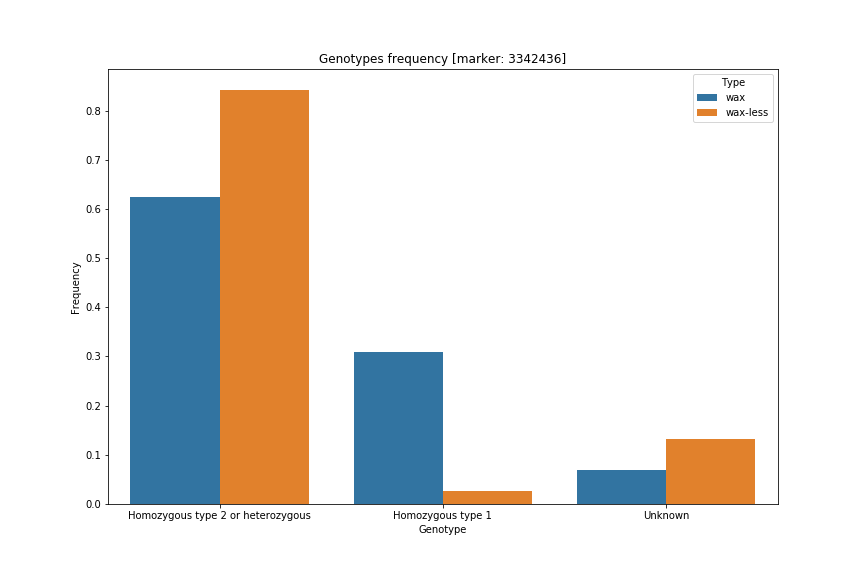 Genotypes frequency [marker: 3342436]
Type
wax
wax-less
0.8
0.7
0.6
0.5
0.4
0.3
0.2
0.1
0.0
Frequency
Homozygous type 2 or heterozygous
Homozygous type 1
Unknown
Genotype